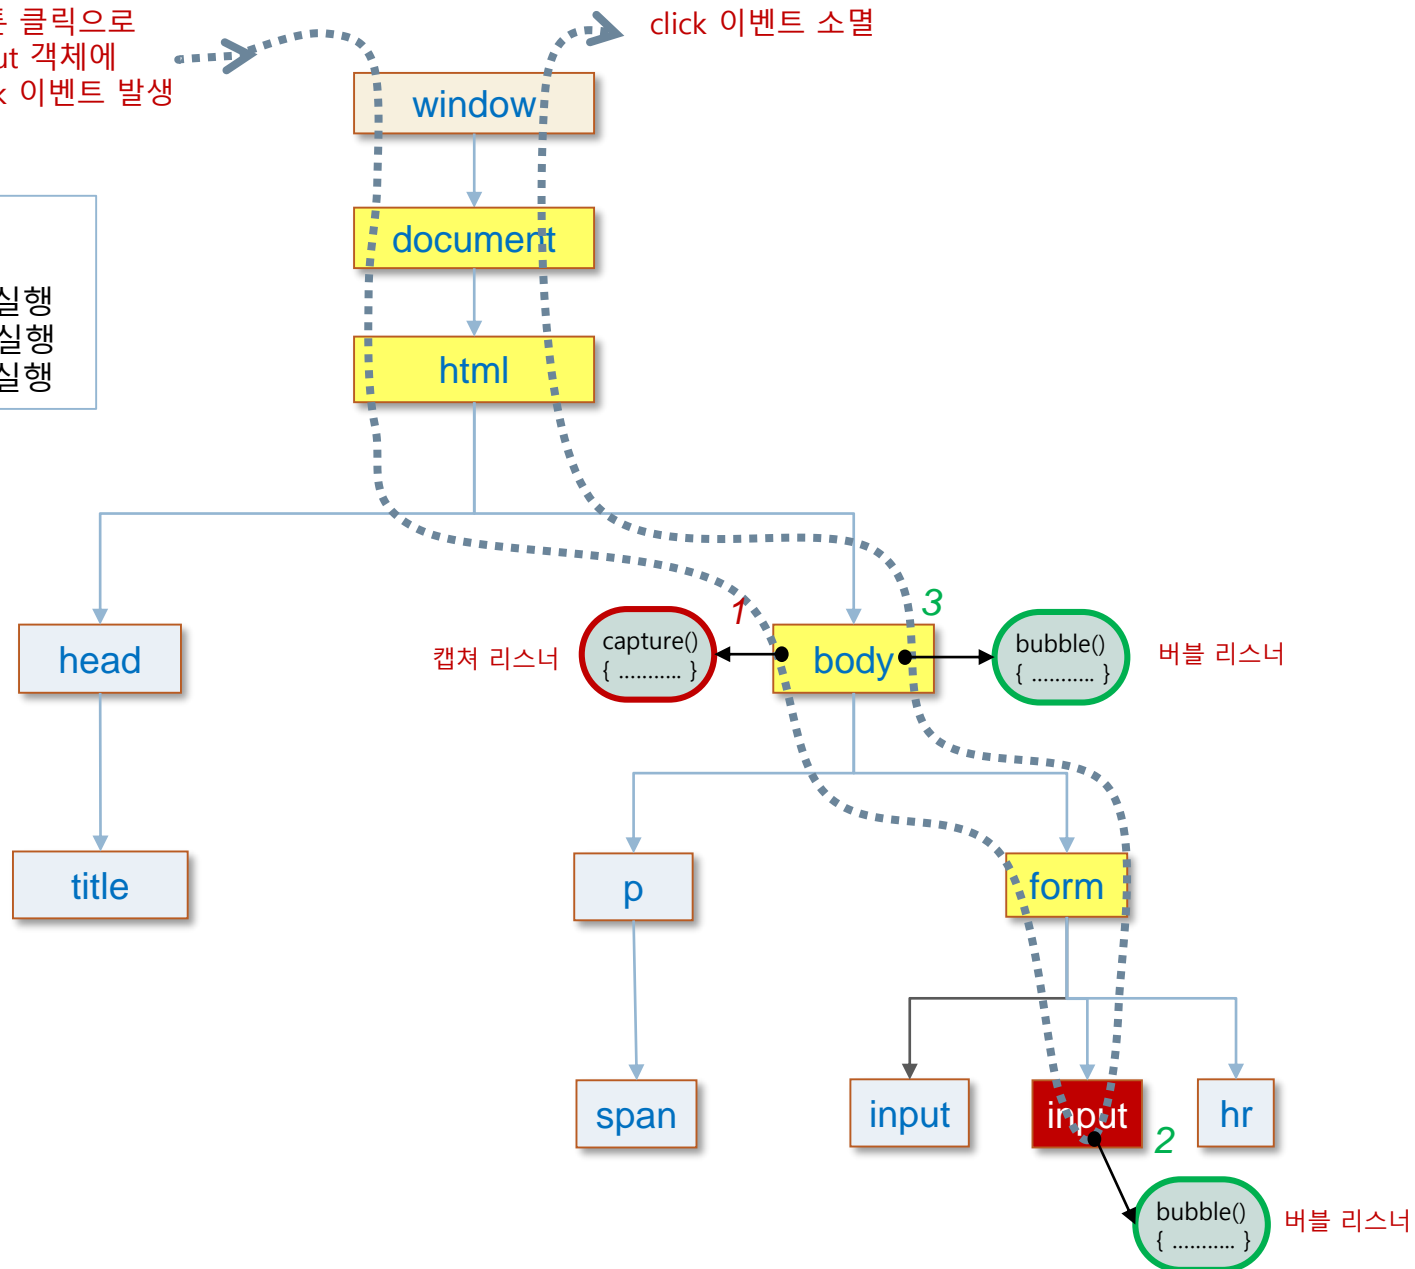 클릭으로
click 이벤트 소멸
객체에
이벤트 발생
window
document
실행
실행
실행
html
1
3
head
캡쳐 리스너
capture()
{ ........... }
body
bubble()
{ ........... }
버블 리스너
title
p
form
span
input
input
hr
2
bubble()
{ ........... }
버블 리스너